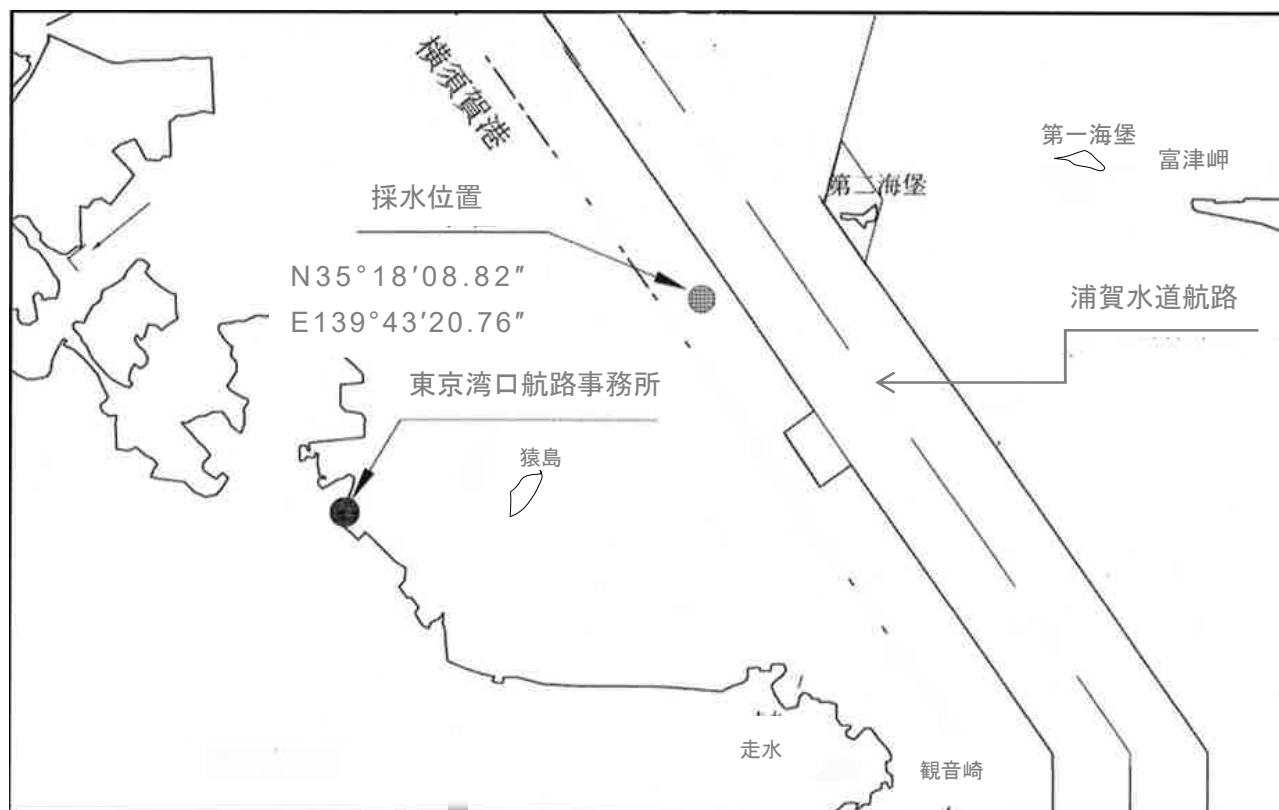 横須賀港
第一海堡
富津岬
第二海堡
採水位置
N35°18′08.82″
E139°43′20.76″
浦賀水道航路
東京湾口航路事務所
猿島
走水
観音崎